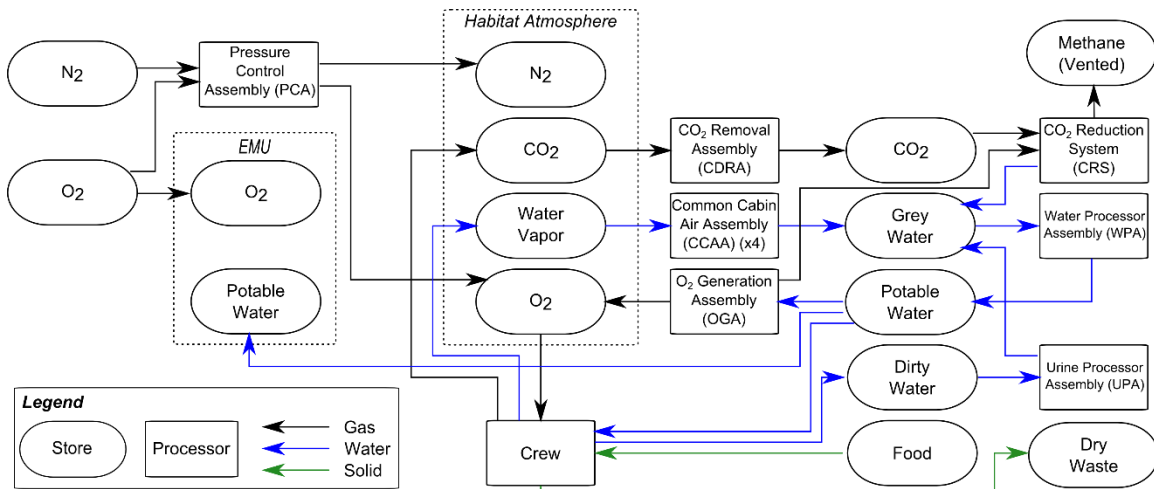 Habitat Atmosphere
N2
Pressure
Control
Assembly (PCA)
N2
Methane
(Vented)
EMU
O2
O2
CO2
CO2 Removal
Assembly
(CDRA)
CO2
CO2 Reduction
System
(CRS)
Water
Vapor
Common Cabin
Air Assembly
(CCAA) (x4)
Grey
Water
Water Processor
Assembly (WPA)
Potable
Water
O2
O2 Generation
Assembly
(OGA)
Potable
Water
Dirty
Water
Urine Processor
Assembly (UPA)
Legend
Store
Processor
Gas
Water
Solid
Crew
Food
Dry
Waste